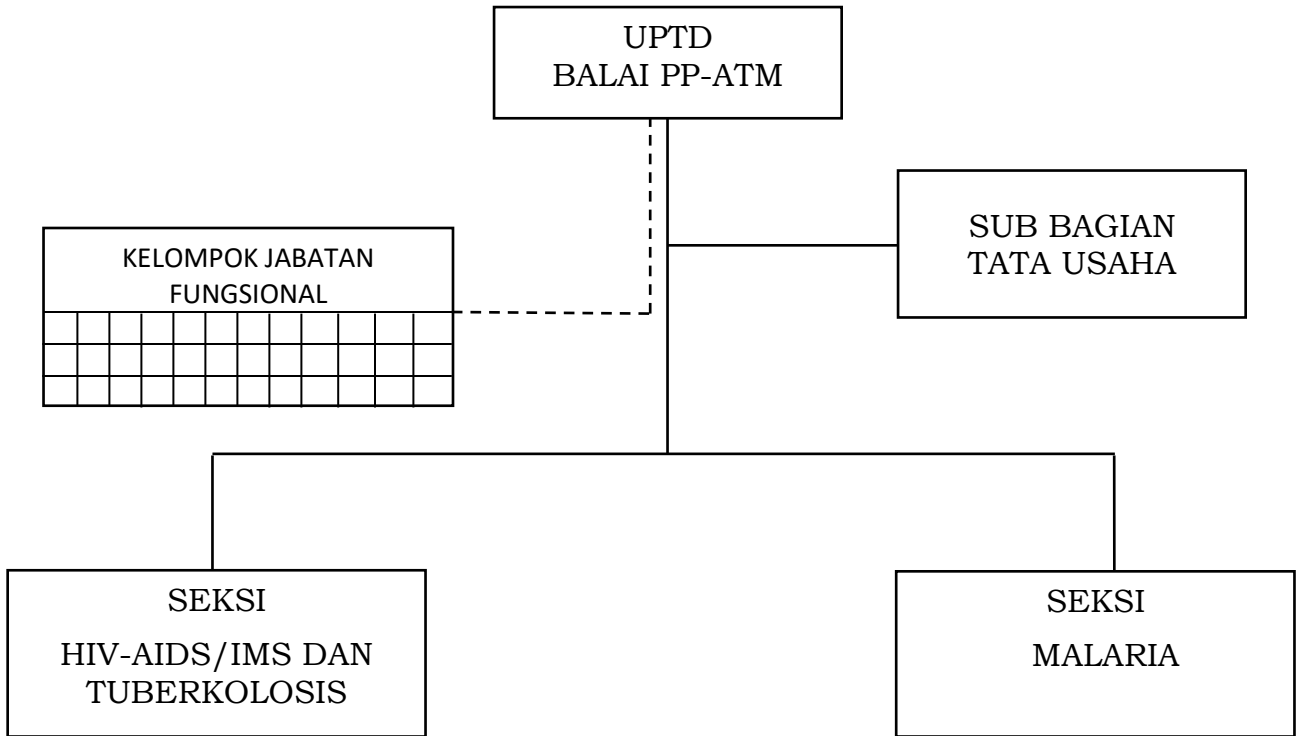 UPTD
BALAI PP-ATM
SUB BAGIAN
TATA USAHA
KELOMPOK JABATAN
FUNGSIONAL
SEKSI
HIV-AIDS/IMS DAN
TUBERKOLOSIS
SEKSI
MALARIA